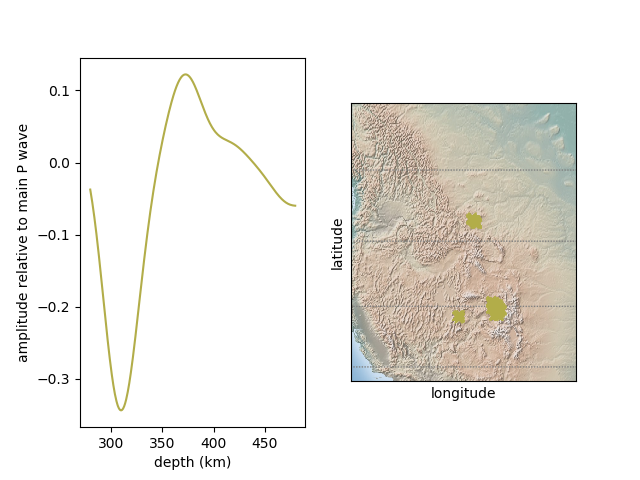 0.1
0.0
−0.1
−0.2
−0.3
amplitude relative to main P wave
300 350 400 450
depth (km)
latitude
longitude